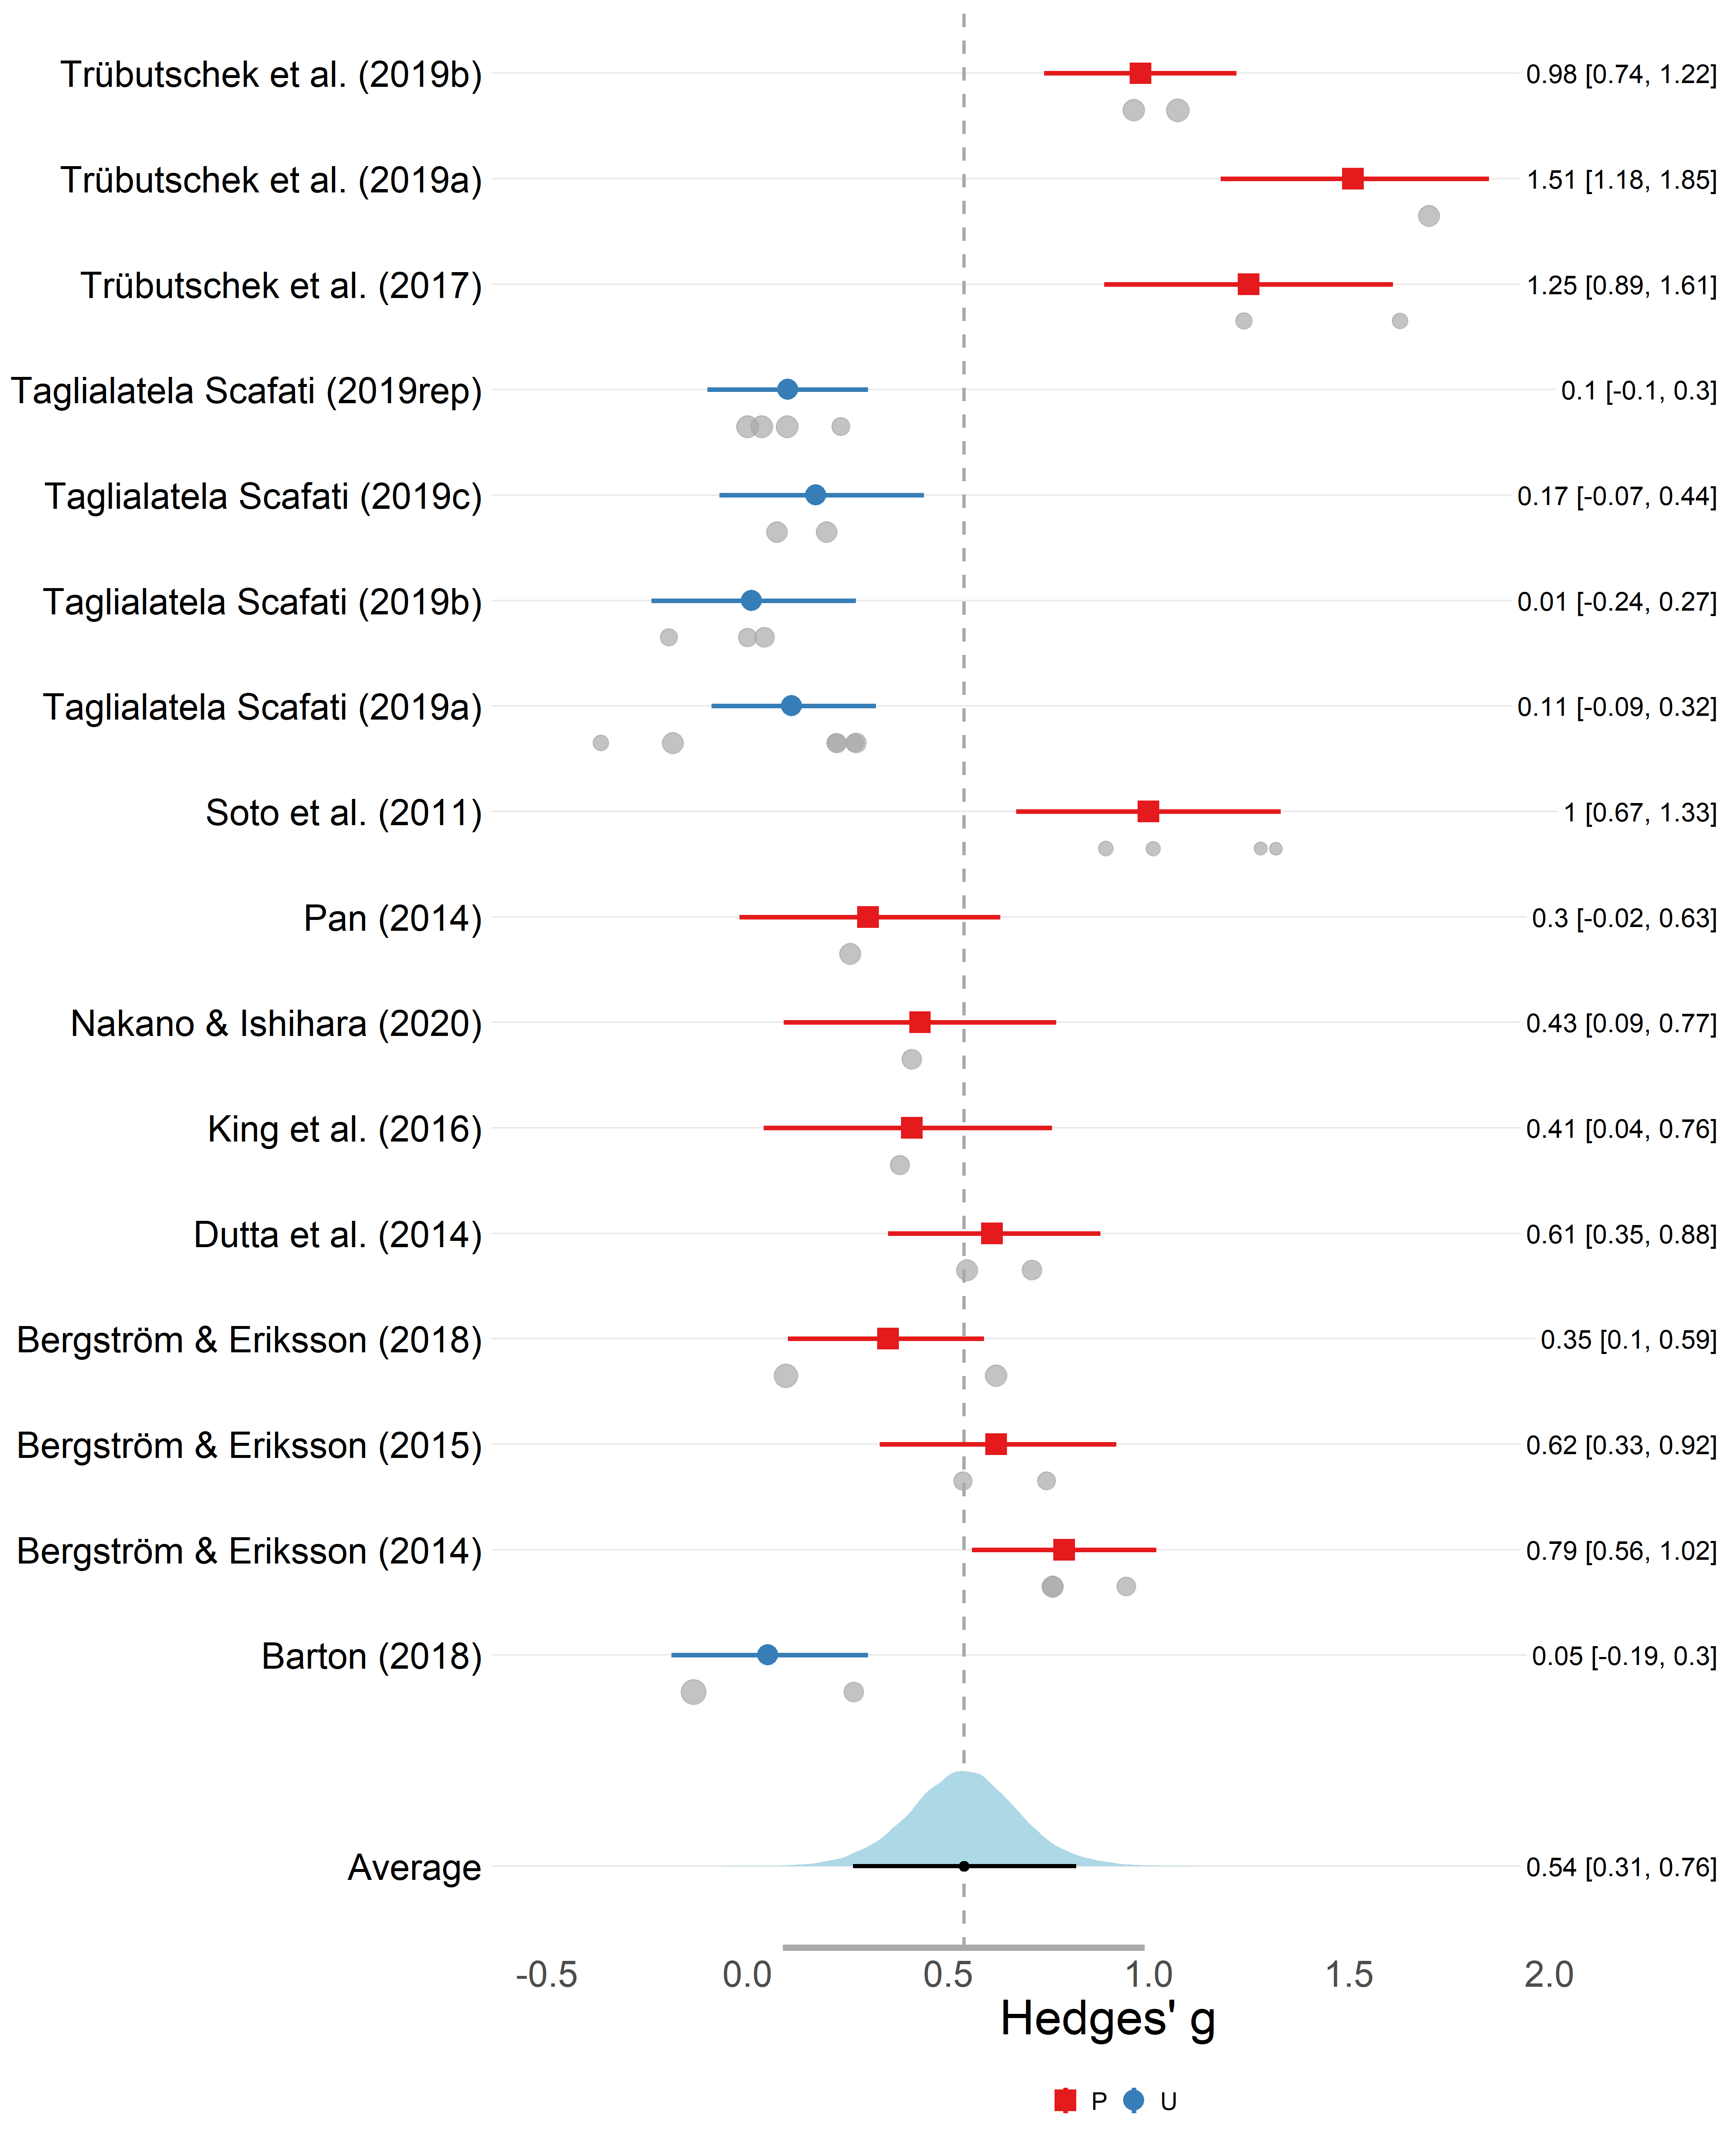 Trübutschek et al. (2019b) 0.98 [0.74, 1.22]
Trübutschek et al. (2019a) 1.51 [1.18, 1.85]
Trübutschek et al. (2017) 1.25 [0.89, 1.61]
Taglialatela Scafati (2019rep) 0.1 [-0.1, 0.3]
Taglialatela Scafati (2019c) 0.17 [-0.07, 0.44]
Taglialatela Scafati (2019b) 0.01 [-0.24, 0.27]
Taglialatela Scafati (2019a) 0.11 [-0.09, 0.32]
Soto et al. (2011) 1 [0.67, 1.33]
Pan (2014) 0.3 [-0.02, 0.63]
Nakano & Ishihara (2020) 0.43 [0.09, 0.77]
King et al. (2016) 0.41 [0.04, 0.76]
Dutta et al. (2014) 0.61 [0.35, 0.88]
Bergström & Eriksson (2018) 0.35 [0.1, 0.59]
Bergström & Eriksson (2015) 0.62 [0.33, 0.92]
Bergström & Eriksson (2014) 0.79 [0.56, 1.02]
Barton (2018) 0.05 [-0.19, 0.3]
Average 0.54 [0.31, 0.76]
-0.5 0.0 0.5 1.0 1.5 2.0
Hedges' g
P U